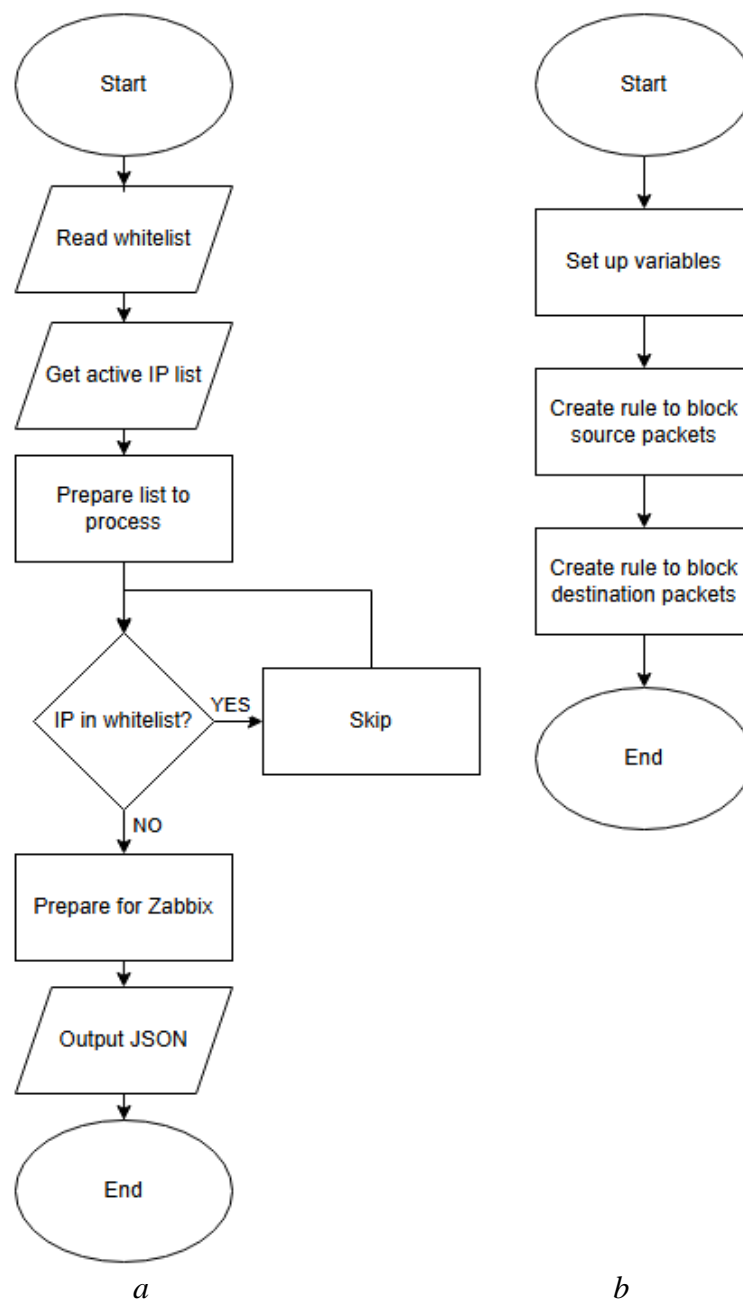 Start
Read whitelist
Get active IP list
Prepare list to
process
IP in whitelist?
YES
Skip
NO
Prepare for Zabbix
Output JSON
End
a
Start
Set up variables
Create rule to block
source packets
Create rule to block
destination packets
End
b